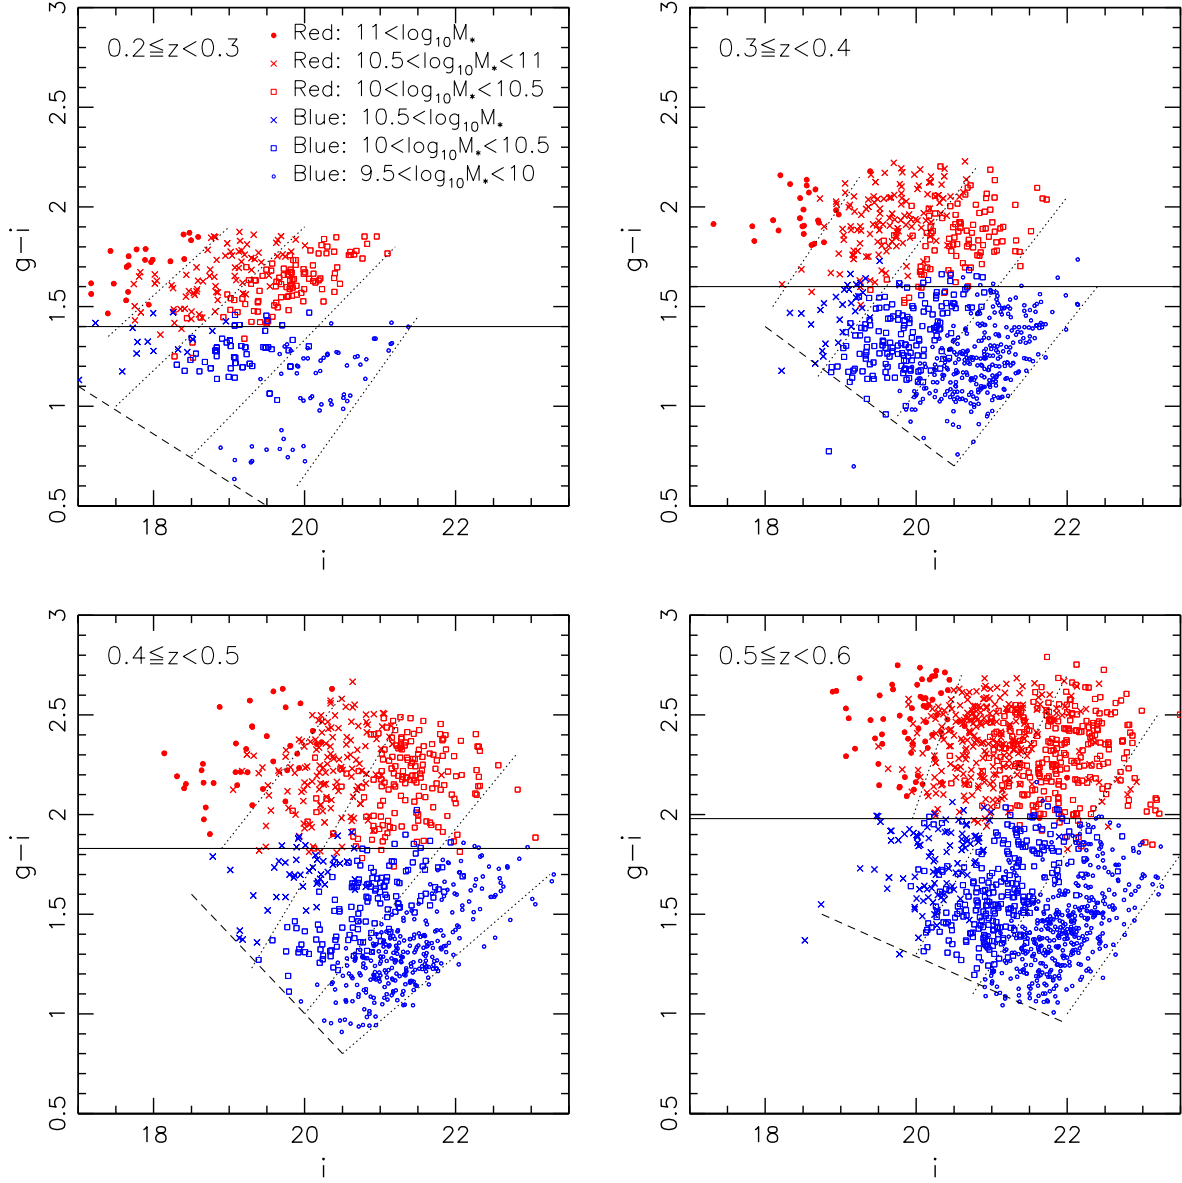 0.2≦z<0.3
Red: 11<log₁₀M*
Red: 10.5<log₁₀M*<11
Red: 10<log₁₀M*<10.5
Blue: 10.5<log₁₀M*
Blue: 10<log₁₀M*<10.5
Blue: 9.5<log₁₀M*<10
3
2.5
2
1.5
1
0.5
g−i
18 20 22
i
0.3≦z<0.4
3
2.5
2
1.5
1
0.5
g−i
18 20 22
i
0.4≦z<0.5
3
2.5
2
1.5
1
0.5
g−i
18 20 22
i
0.5≦z<0.6
3
2.5
2
1.5
1
0.5
g−i
18 20 22
i